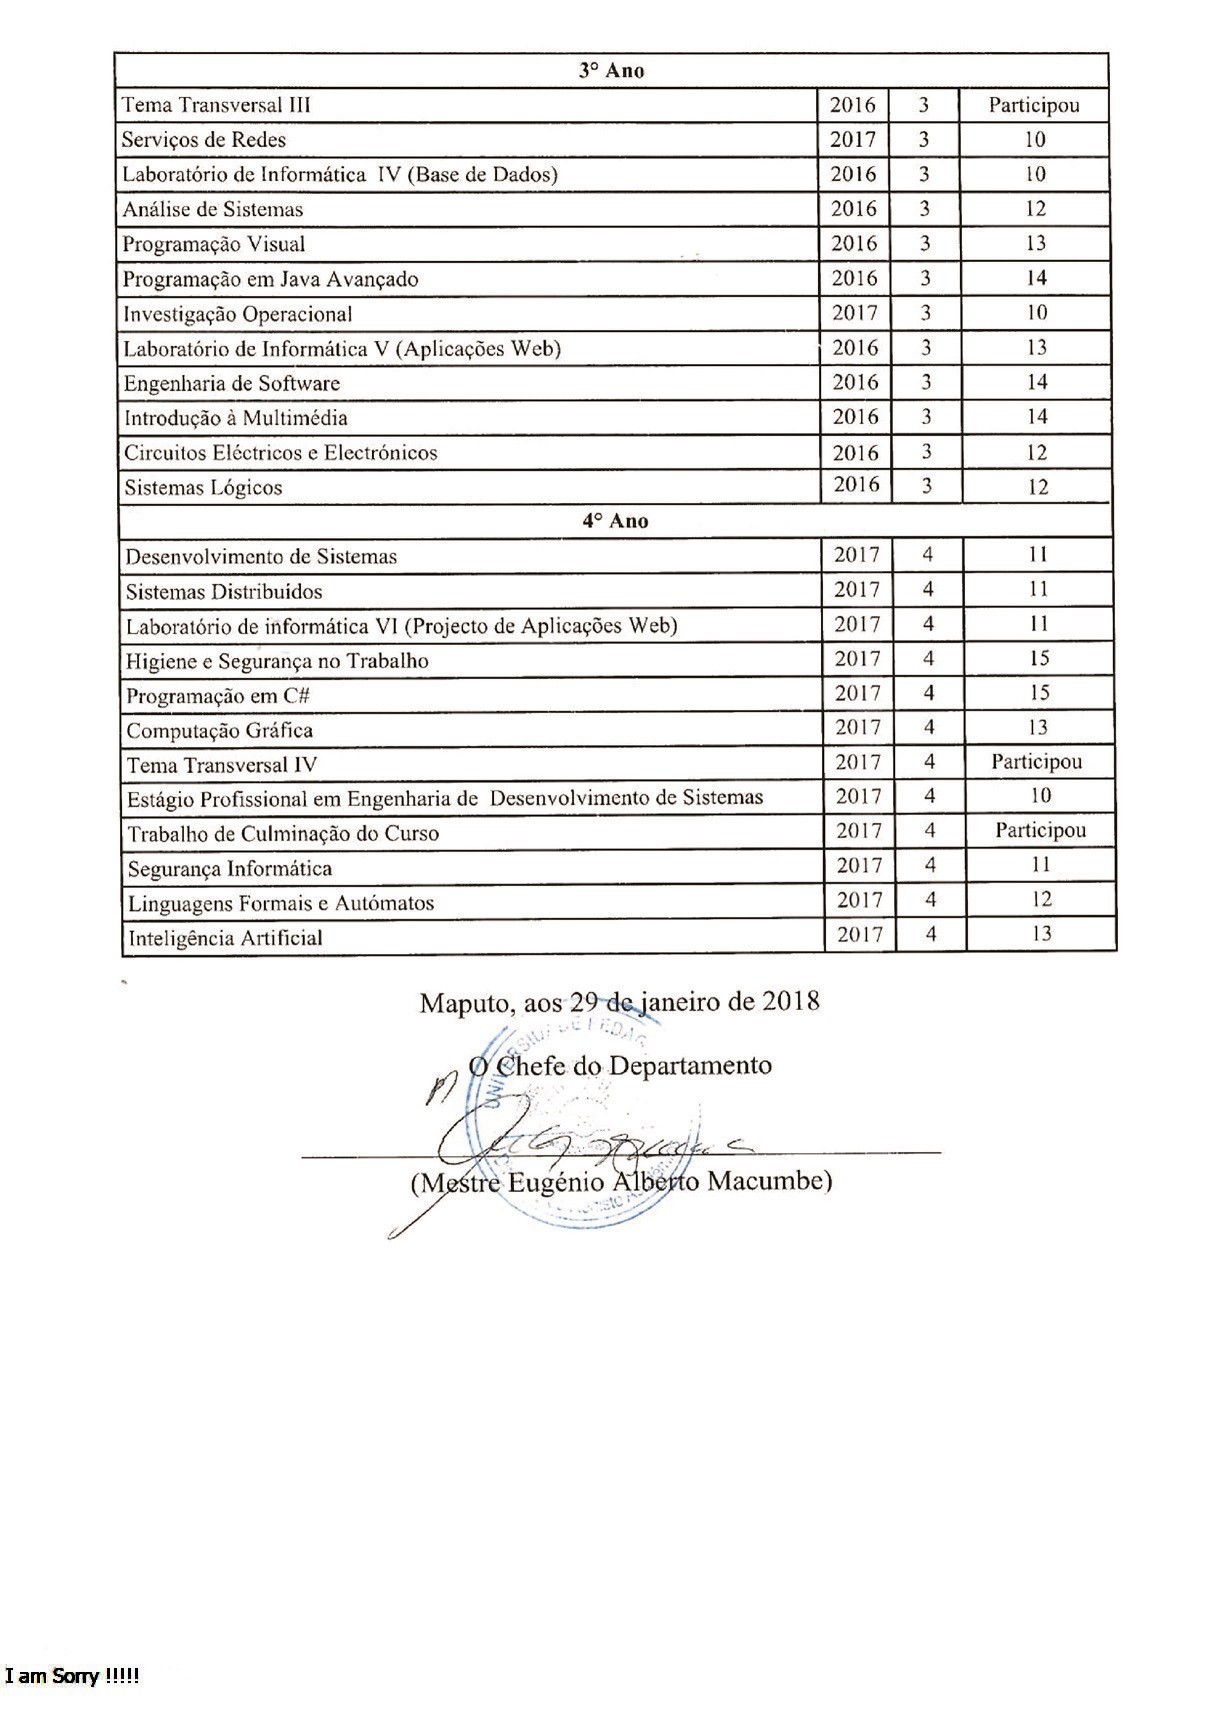 3º Ano
Tema Transversal III 2016 3 Participou
Serviços de Redes 2017 3 10
Laboratório de Informática IV (Base de Dados) 2016 3 10
Análise de Sistemas 2016 3 12
Programação Visual 2016 3 13
Programação em Java Avançado 2016 3 14
Investigação Operacional 2017 3 10
Laboratório de Informática V (Aplicações Web) 2016 3 13
Engenharia de Software 2016 3 14
Introdução à Multimédia 2016 3 14
Circuitos Eléctricos e Electrónicos 2016 3 12
Sistemas Lógicos 2016 3 12
4º Ano
Desenvolvimento de Sistemas 2017 4 11
Sistemas Distribuídos 2017 4 11
Laboratório de informática VI (Projecto de Aplicações Web) 2017 4 11
Higiene e Segurança no Trabalho 2017 4 15
Programação em C# 2017 4 15
Computação Gráfica 2017 4 13
Tema Transversal IV 2017 4 Participou
Estágio Profissional em Engenharia de Desenvolvimento de Sistemas 2017 4 10
Trabalho de Culminação do Curso 2017 4 Participou
Segurança Informática 2017 4 11
Linguagens Formais e Autómatos 2017 4 12
Inteligência Artificial 2017 4 13
Maputo, aos 29 de janeiro de 2018
O Chefe do Departamento
(Mestre Eugénio Alberto Macumbe)
I am Sorry !!!!!